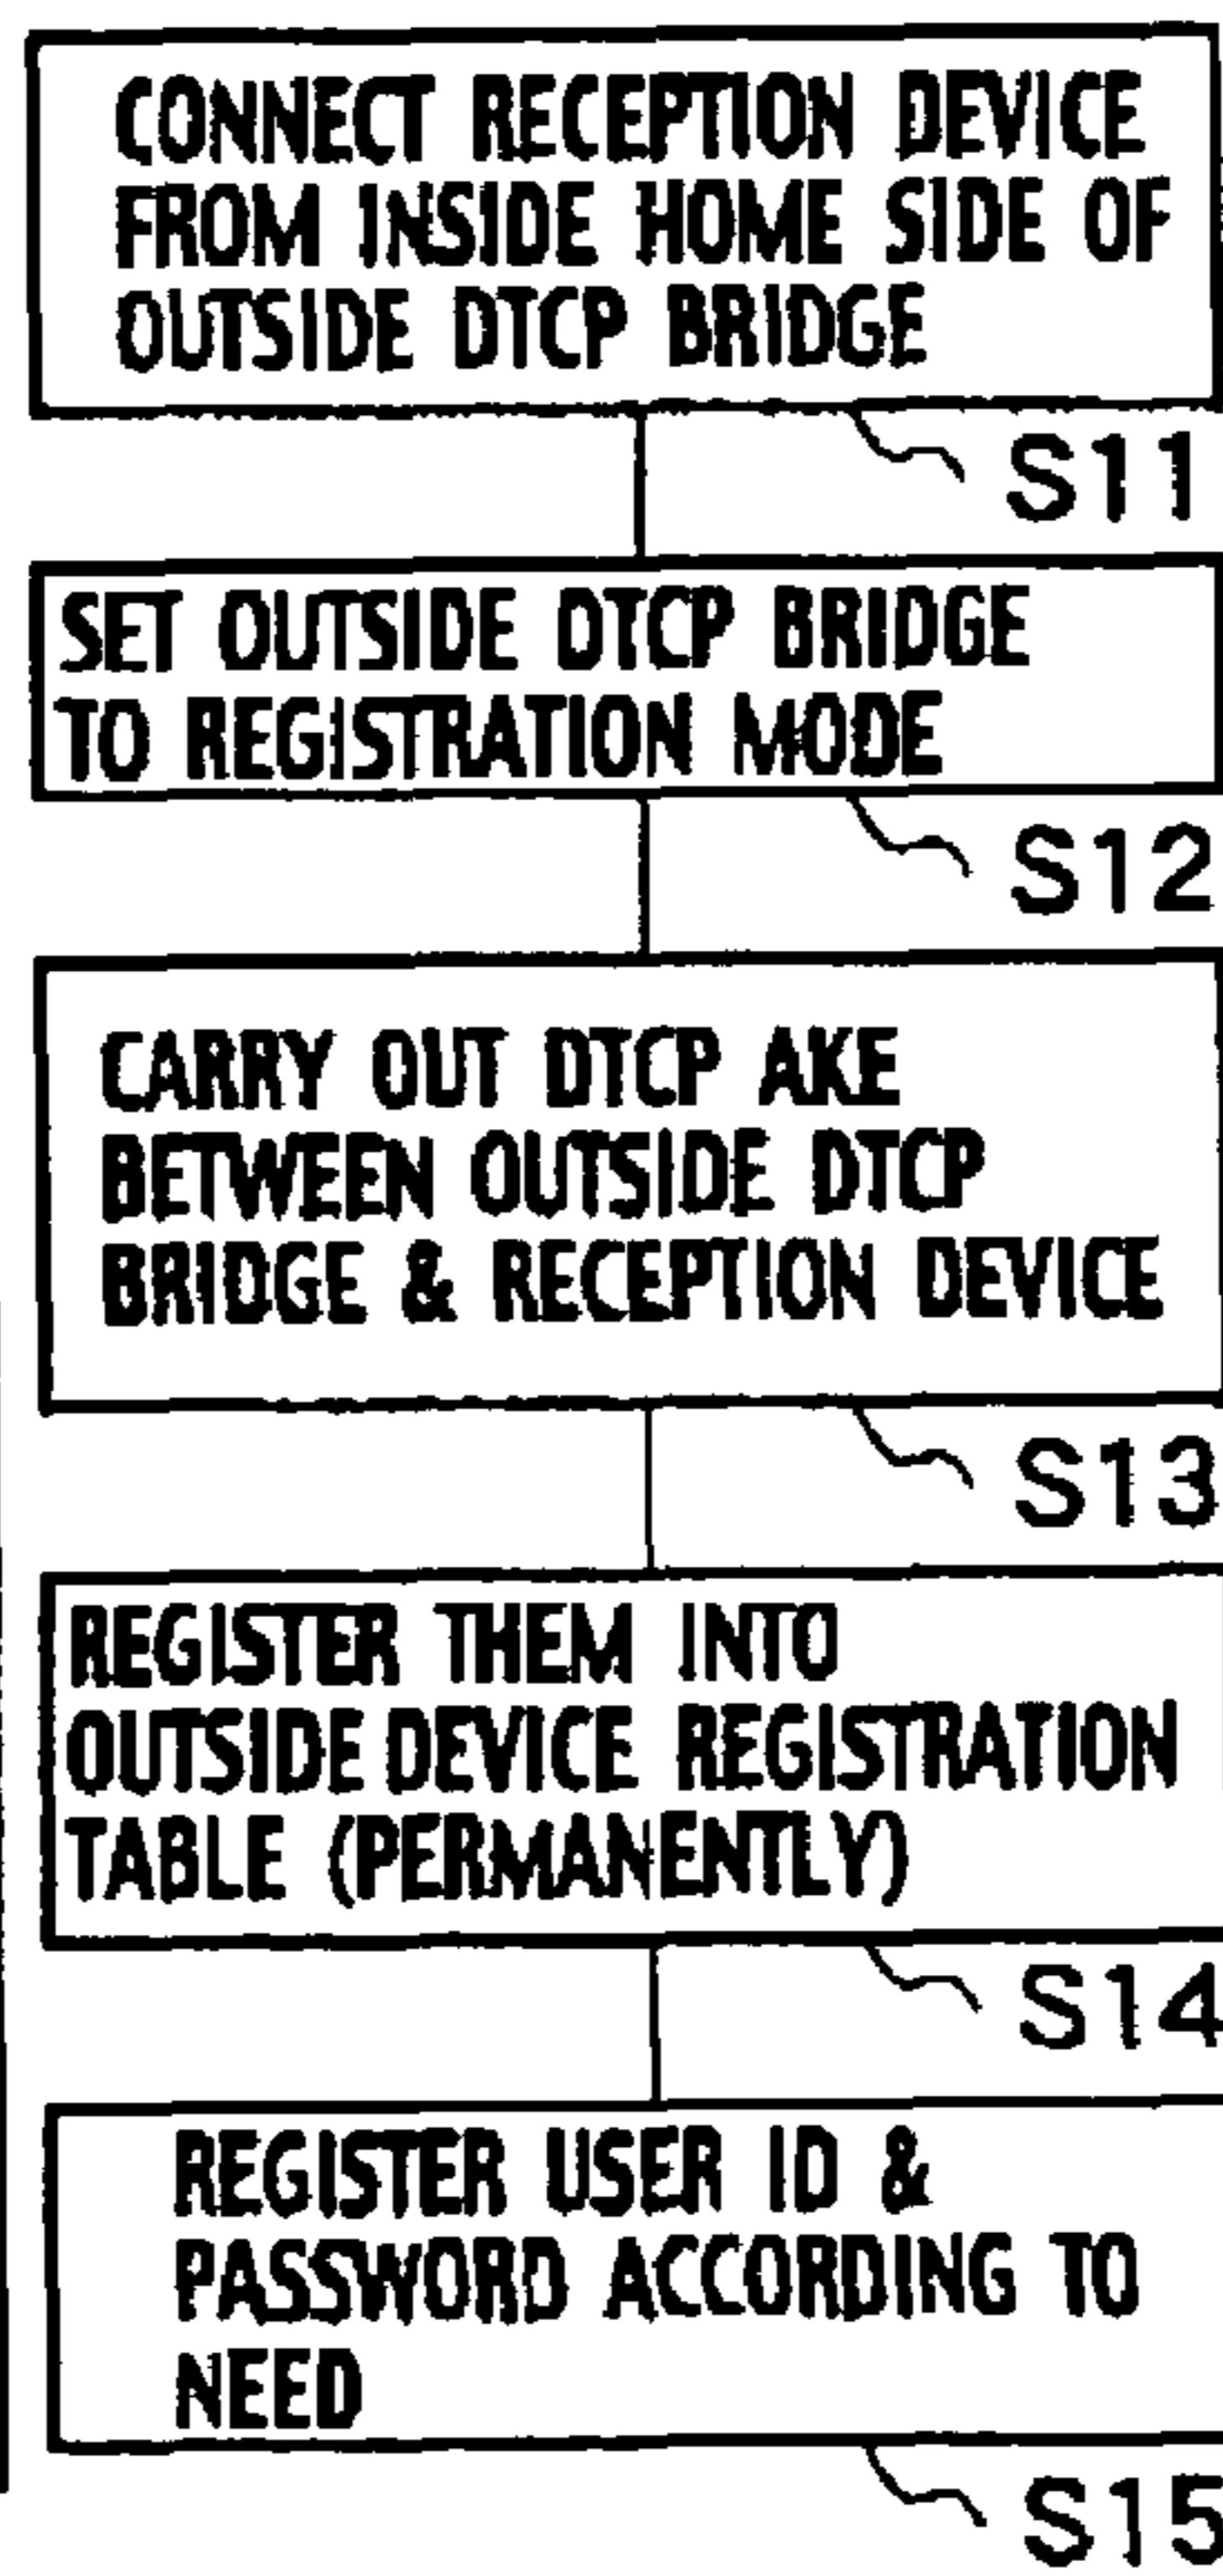 CONNECT RECEPTION DEVICE
FROM INSIDE HOME SIDE OF
OUTSIDE DTCP BRIDGE
S11
SET OUTSIDE DTCP BRIDGE
TO REGISTRATION MODE
S12
CARRY OUT DTCP AKE
BETWEEN OUTSIDE DTCP
BRIDGE & RECEPTION DEVICE
S13
REGISTER THEM INTO
OUTSIDE DEVICE REGISTRATION
TABLE (PERMANENTLY)
S14
REGISTER USER ID &
PASSWORD ACCORDING TO
NEED
S15